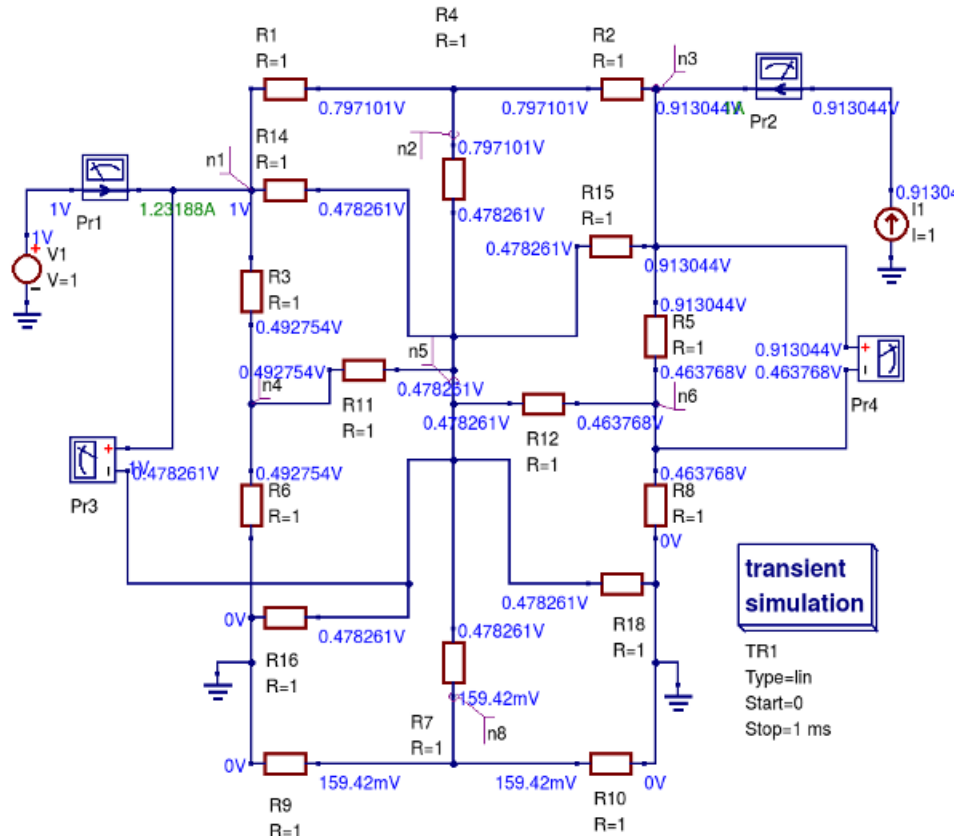 R4
R=1
R1
R=1
R2
R=1
n3
0.797101V
0.797101V
0.913044V
1A
0.913044V
Pr2
R14
R=1
n2
0.797101V
n1
1V
Pr1
1.23188A
1V
0.478261V
0.478261V
R15
R=1
0.478261V
0.91304
I1
I=1
1V
V1
V=1
+
−
R3
R=1
0.913044V
0.913044V
0.492754V
R5
R=1
n5
0.492754V
n4
0.478261V
0.463768V
0.913044V
0.463768V
+
Pr4
R11
R=1
0.478261V
R12
R=1
0.463768V
n6
+
1V
0.478261V
Pr3
0.492754V
R6
R=1
0.463768V
R8
R=1
0V
transient
simulation
0V
0.478261V
0.478261V
0.478261V
R18
R=1
R16
R=1
TR1
Type=lin
Start=0
Stop=1 ms
159.42mV
n8
R7
R=1
0V
159.42mV
159.42mV
0V
R9
R=1
R10
R=1